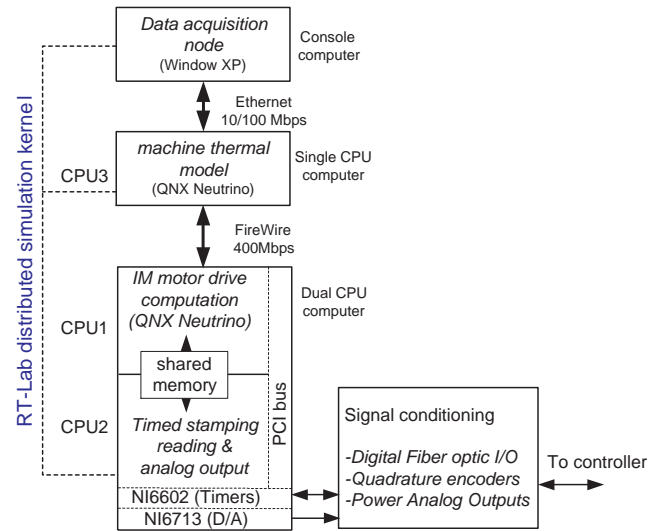 Data acquisition
node
(Window XP)
Console
computer
Ethernet
10/100 Mbps
RT-Lab distributed simulation kernel
CPU3
machine thermal
model
(QNX Neutrino)
Single CPU
computer
FireWire
400Mbps
IM motor drive
computation
(QNX Neutrino)
Dual CPU
computer
CPU1
shared
memory
PCI bus
CPU2
Timed stamping
reading &
analog output
NI6602 (Timers)
NI6713 (D/A)
Signal conditioning
-Digital Fiber optic I/O
-Quadrature encoders
-Power Analog Outputs
To controller